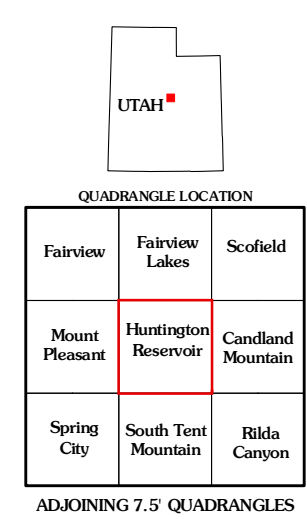 UTAH
QUADRANGLE LOCATION
Fairview
Fairview
Lakes
Scofield
Mount
Pleasant
Huntington
Reservoir
Candland
Mountain
Spring
City
South Tent
Mountain
Rilda
Canyon
ADJOINING 7.5' QUADRANGLES